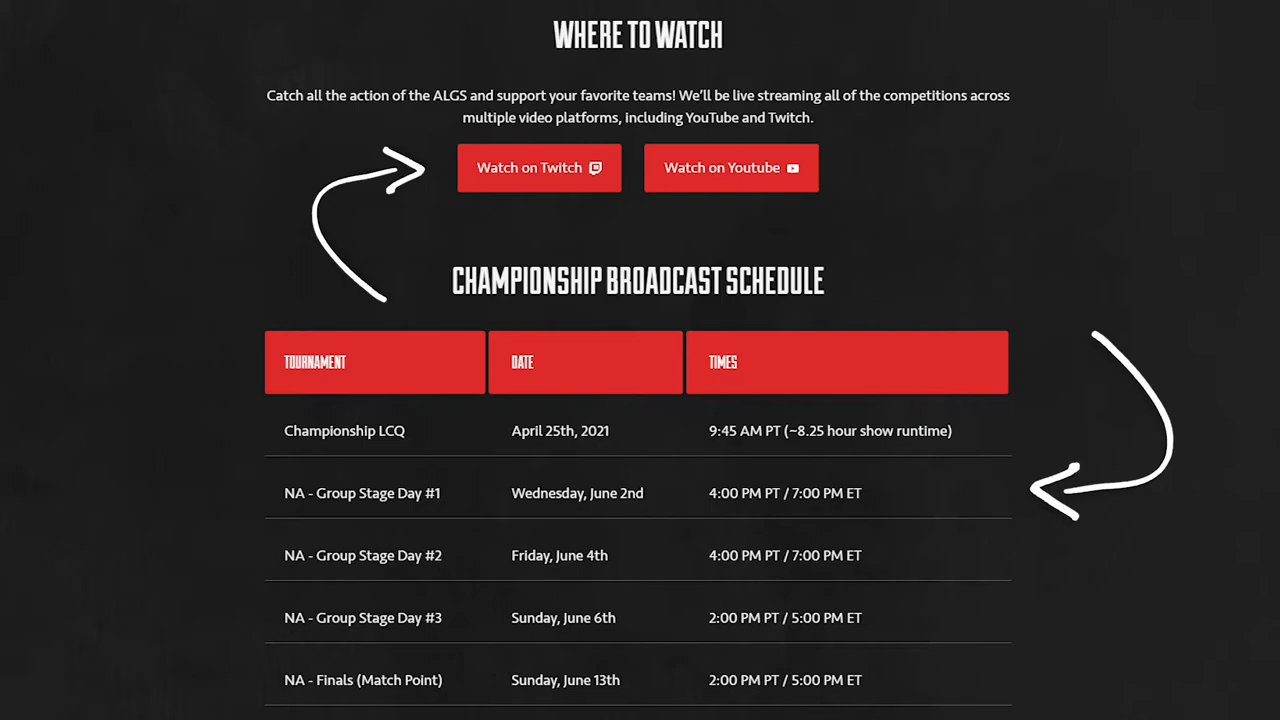 WHERE TO WATCH
Catch all the action of the ALGS and support your favorite teams! We'll be live streaming all of the competitions across
multiple video platforms, including YouTube and Twitch.
Watch on Twitch
Watch on Youtube
CHAMPIONSHIP BROADCAST SCHEDULE
TOURNAMENT DATE TIMES
Championship LCQ April 25th, 2021 9:45 AM PT (~8.25 hour show runtime)
NA - Group Stage Day #1 Wednesday, June 2nd 4:00 PM PT / 7:00 PM ET
NA - Group Stage Day #2 Friday, June 4th 4:00 PM PT / 7:00 PM ET
NA - Group Stage Day #3 Sunday, June 6th 2:00 PM PT / 5:00 PM ET
NA - Finals (Match Point) Sunday, June 13th 2:00 PM PT / 5:00 PM ET